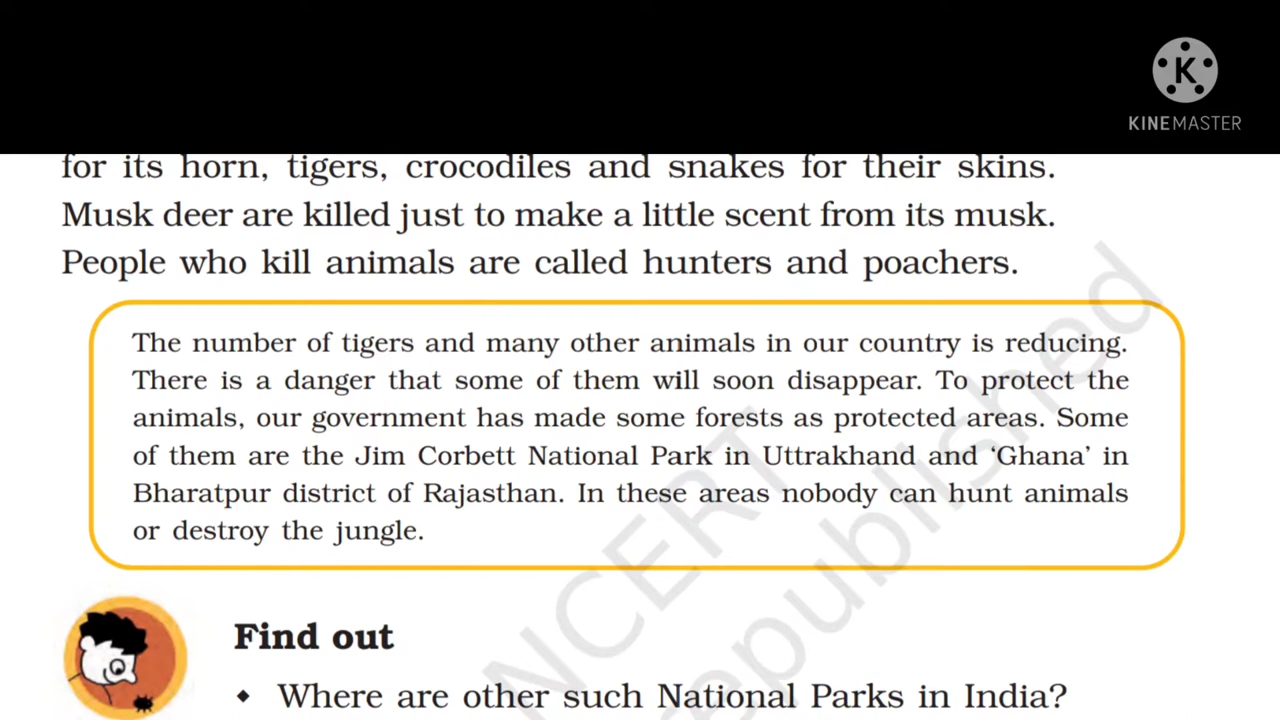 K
KINEMASTER
for its horn, tigers, crocodiles and snakes for their skins.
Musk deer are killed just to make a little scent from its musk.
People who kill animals are called hunters and poachers.
The number of tigers and many other animals in our country is reducing.
There is a danger that some of them will soon disappear. To protect the
animals, our government has made some forests as protected areas. Some
of them are the Jim Corbett National Park in Uttrakhand and ‘Ghana’ in
Bharatpur district of Rajasthan. In these areas nobody can hunt animals
or destroy the jungle.
Find out
◆ Where are other such National Parks in India?
NCERT
republished